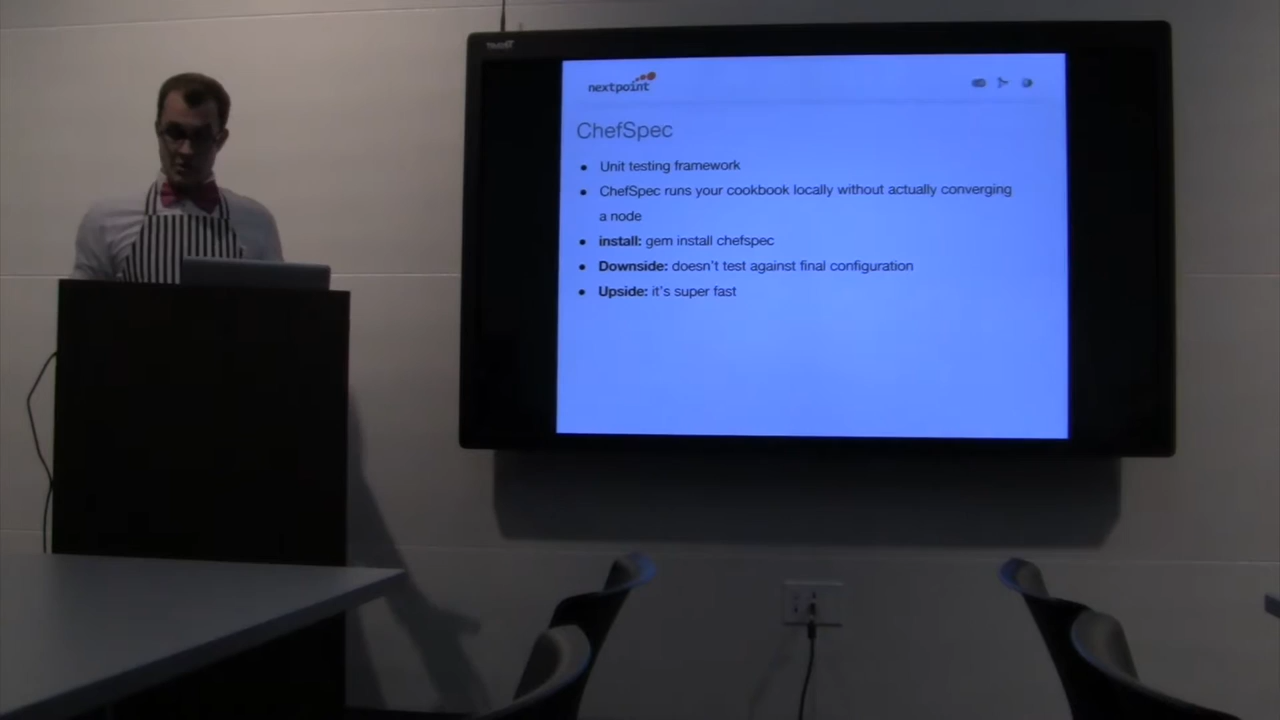 nextpoint
ChefSpec
• Unit testing framework
• ChefSpec runs your cookbook locally without actually converging
a node
• install: gem install chefspec
• Downside: doesn't test against final configuration
• Upside: it's super fast